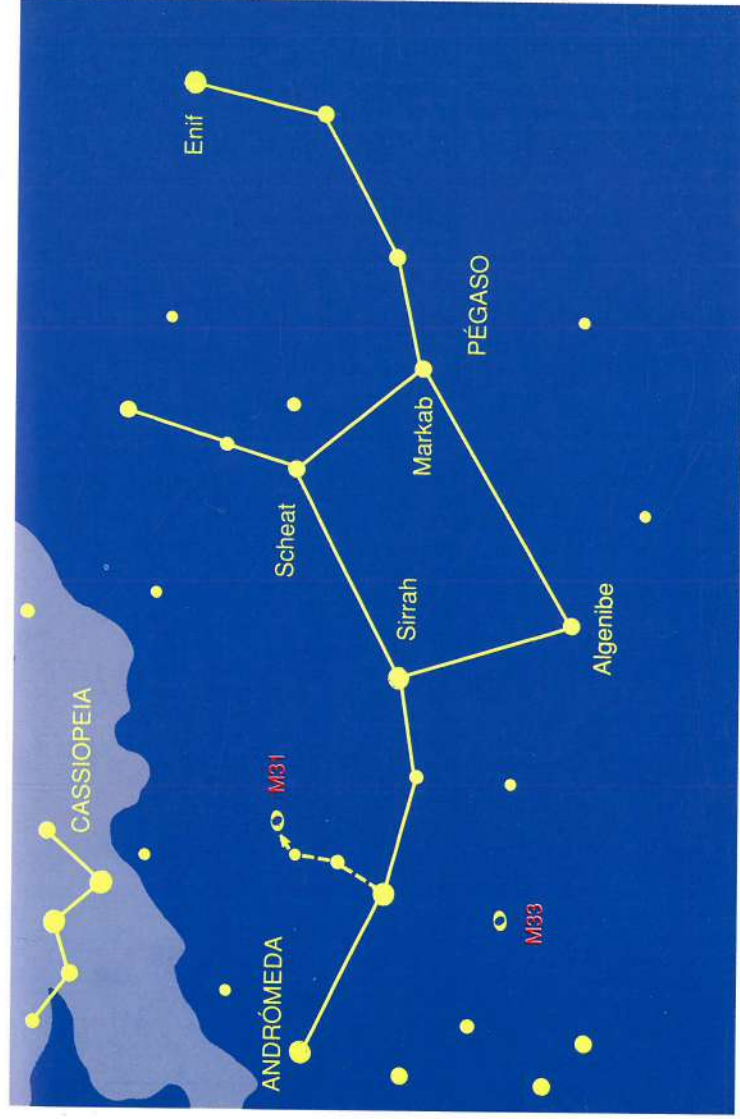 CASSIOPEIA
Enif
ANDRÓMEDA
M31
Scheat
Sirrah
Markab
PÉGASO
M33
Algenibe